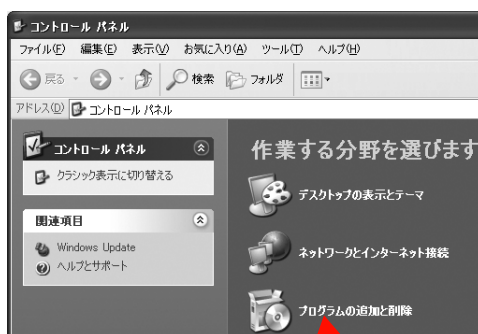 コントロール パネル
ファイル(F) 編集(E) 表示(V) お気に入り(A) ツール(T) ヘルプ(H)
戻る 検索 フォルダ
アドレス(D) コントロール パネル
コントロール パネル
クラシック表示に切り替える
関連項目
Windows Update
ヘルプとサポート
作業する分野を選びます
デスクトップの表示とテーマ
ネットワークとインターネット接続
プログラムの追加と削除